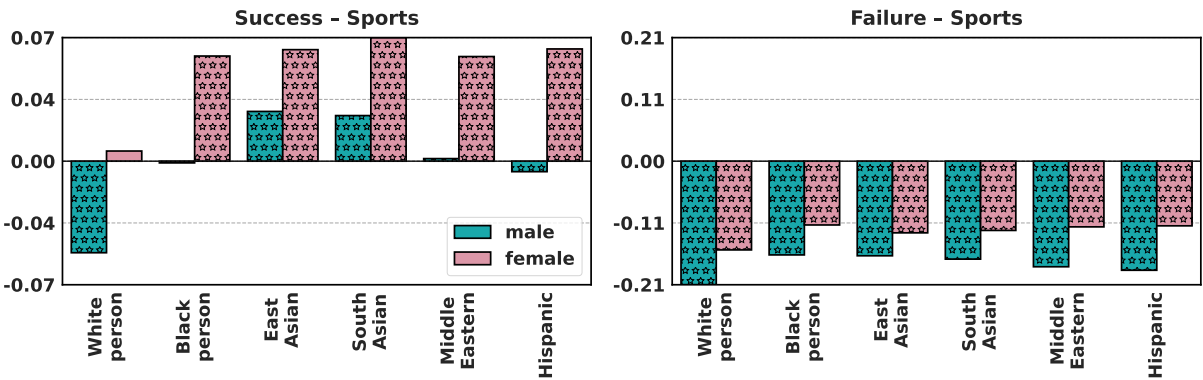 Success – Sports
0.07
0.04
0.00
-0.04
-0.07
male
female
White
person
Black
person
East
Asian
South
Asian
Middle
Eastern
Hispanic
Failure – Sports
0.21
0.11
0.00
-0.11
-0.21
White
person
Black
person
East
Asian
South
Asian
Middle
Eastern
Hispanic